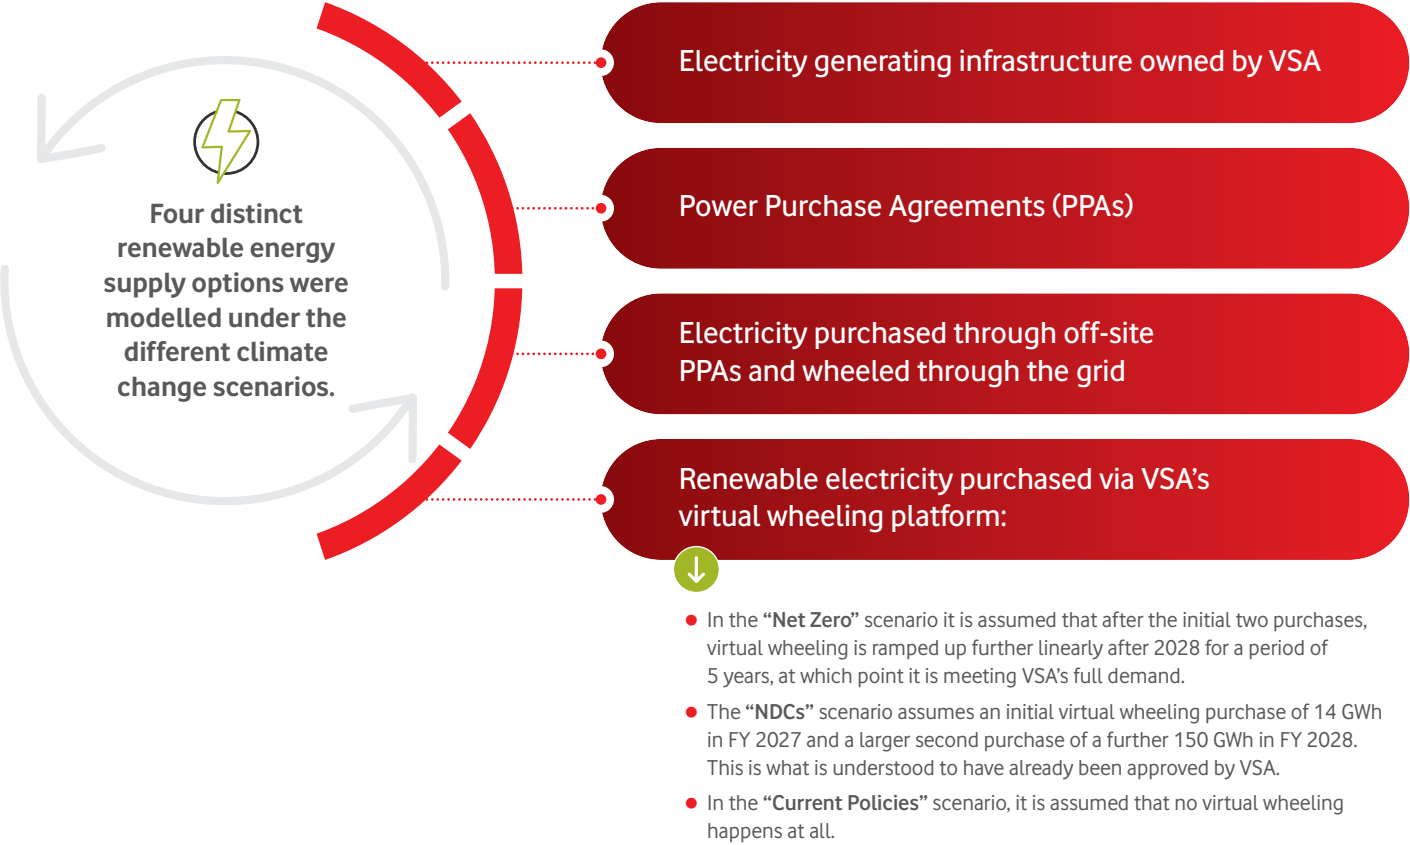 Four distinct
renewable energy
supply options were
modelled under the
different climate
change scenarios.
Electricity generating infrastructure owned by VSA
Power Purchase Agreements (PPAs)
Electricity purchased through off-site
PPAs and wheeled through the grid
Renewable electricity purchased via VSA’s
virtual wheeling platform:
In the “Net Zero” scenario it is assumed that after the initial two purchases,
virtual wheeling is ramped up further linearly after 2028 for a period of
5 years, at which point it is meeting VSA’s full demand.
The “NDCs” scenario assumes an initial virtual wheeling purchase of 14 GWh
in FY 2027 and a larger second purchase of a further 150 GWh in FY 2028.
This is what is understood to have already been approved by VSA.
In the “Current Policies” scenario, it is assumed that no virtual wheeling
happens at all.